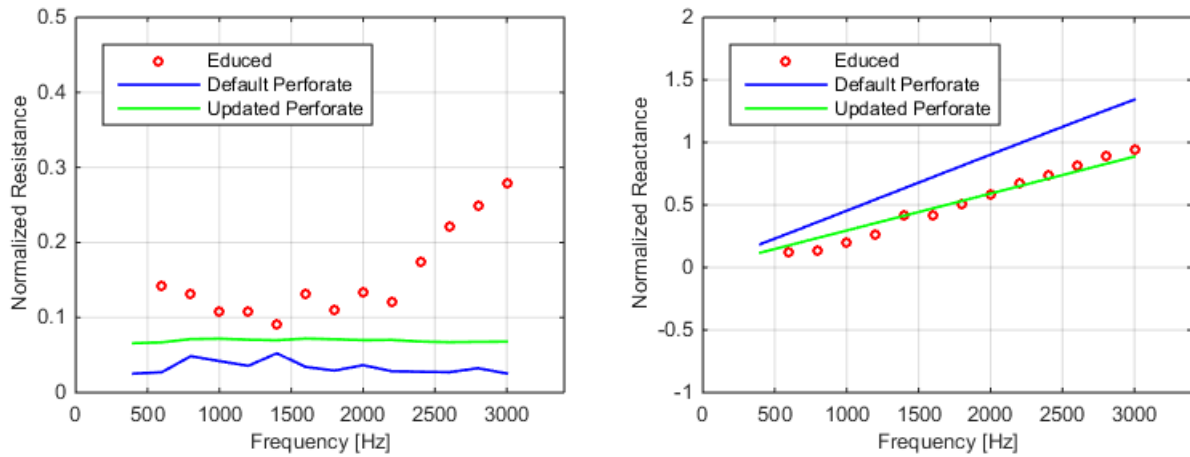 0.5
0.4
0.3
0.2
0.1
0
Normalized Resistance
Educed
Default Perforate
Updated Perforate
0 500 1000 1500 2000 2500 3000
Frequency [Hz]
2
1.5
1
0.5
0
-0.5
-1
Normalized Reactance
Educed
Default Perforate
Updated Perforate
0 500 1000 1500 2000 2500 3000
Frequency [Hz]